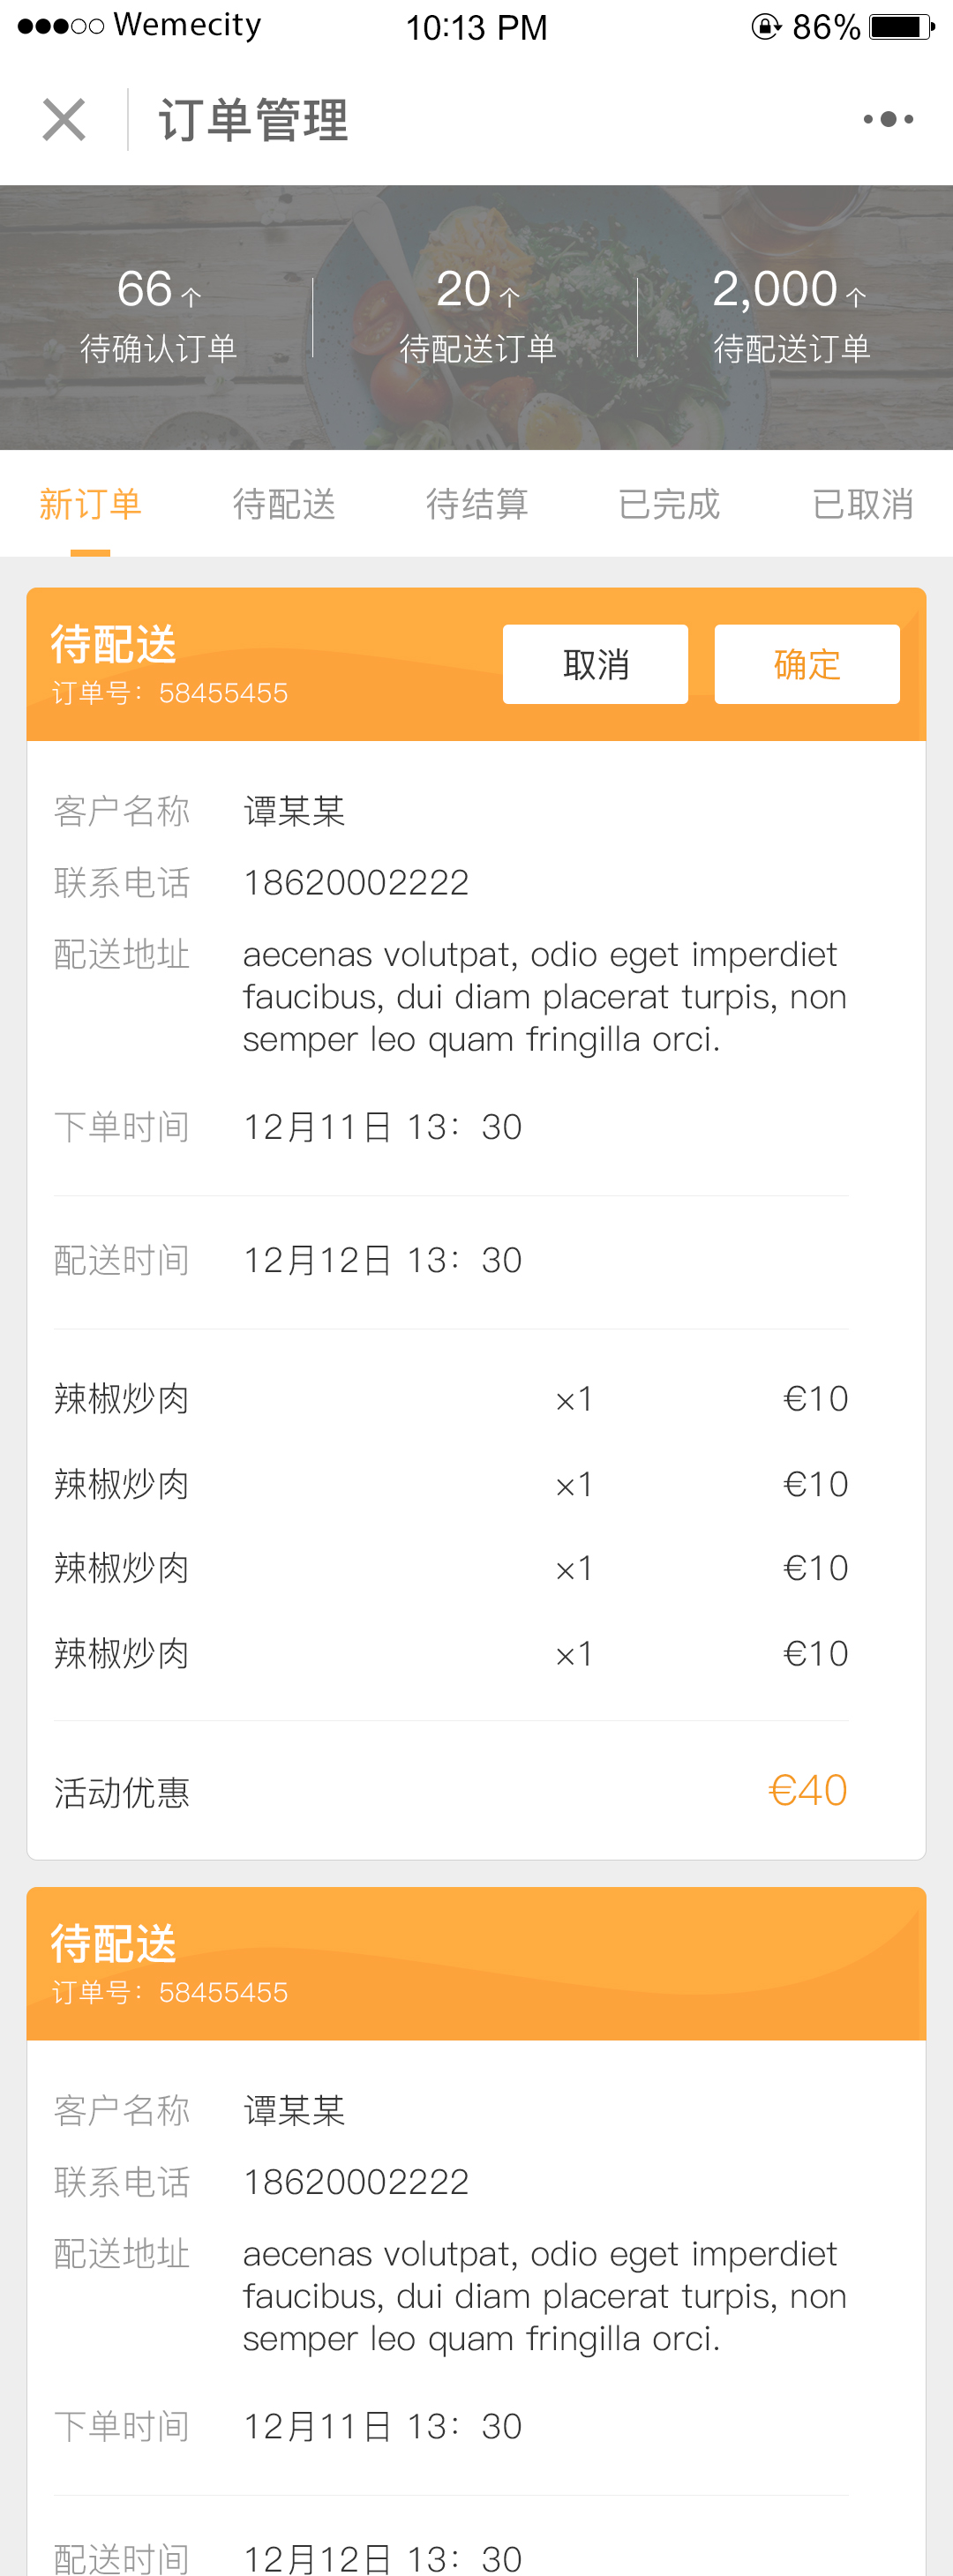 Wemecity 10:13 PM 86%
订单管理
66个 20个 2,000个
待确认订单 待配送订单 待配送订单
新订单 待配送 待结算 已完成 已取消
待配送
订单号：58455455
取消 确定
客户名称 谭某某
联系电话 18620002222
配送地址 aecenas volutpat, odio eget imperdiet
faucibus, dui diam placerat turpis, non
semper leo quam fringilla orci.
下单时间 12月11日 13：30
配送时间 12月12日 13：30
辣椒炒肉 ×1 €10
辣椒炒肉 ×1 €10
辣椒炒肉 ×1 €10
辣椒炒肉 ×1 €10
活动优惠 €40
待配送
订单号：58455455
客户名称 谭某某
联系电话 18620002222
配送地址 aecenas volutpat, odio eget imperdiet
faucibus, dui diam placerat turpis, non
semper leo quam fringilla orci.
下单时间 12月11日 13：30
配送时间 12月12日 13：30